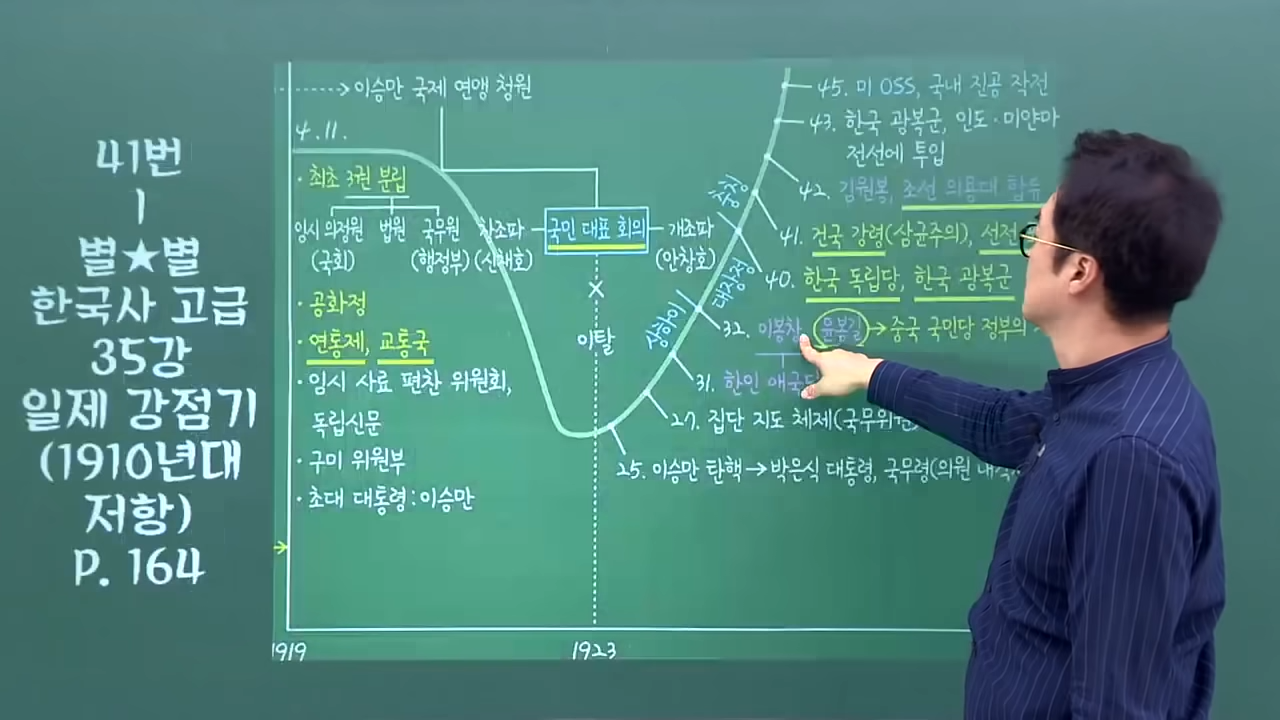 41번
별★별
한국사 고급
35강
일제 강점기
(1910년대
저항)
P. 164
이승만 국제 연맹 청원
4. 11.
· 최초 3권 분립
임시 의정원 법원 국무원
(국회) (행정부)
· 공화정
· 연통제, 교통국
· 임시 사료 편찬 위원회,
독립신문
· 구미 위원부
· 초대 대통령 : 이승만
창조파 국민 대표 회의 개조파
(신채호) (안창호)
×
이탈
상하이
대장정
충칭
45. 미 OSS, 국내 진공 작전
43. 한국 광복군, 인도·미얀마
전선에 투입
42. 김원봉, 조선 의용대 합류
41. 건국 강령(삼균주의), 선전
40. 한국 독립당, 한국 광복군
32. 이봉창, 윤봉길→중국 국민당 정부의
31. 한인 애국단
27. 집단 지도 체제(국무위원
25. 이승만 탄핵→박은식 대통령, 국무령(의원 내각
1919
1923